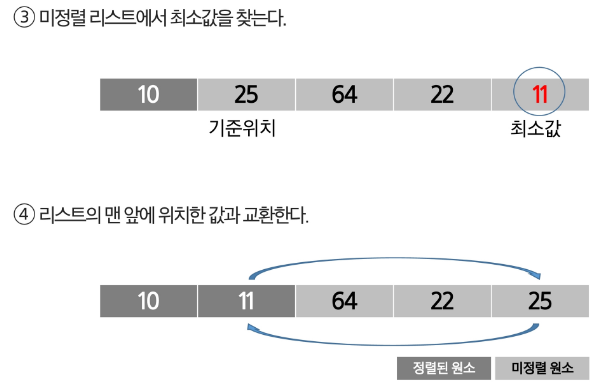 ③ 미정렬 리스트에서 최소값을 찾는다.
10 25 64 22 11
기준위치 최소값
④ 리스트의 맨 앞에 위치한 값과 교환한다.
10 11 64 22 25
정렬된 원소 미정렬 원소